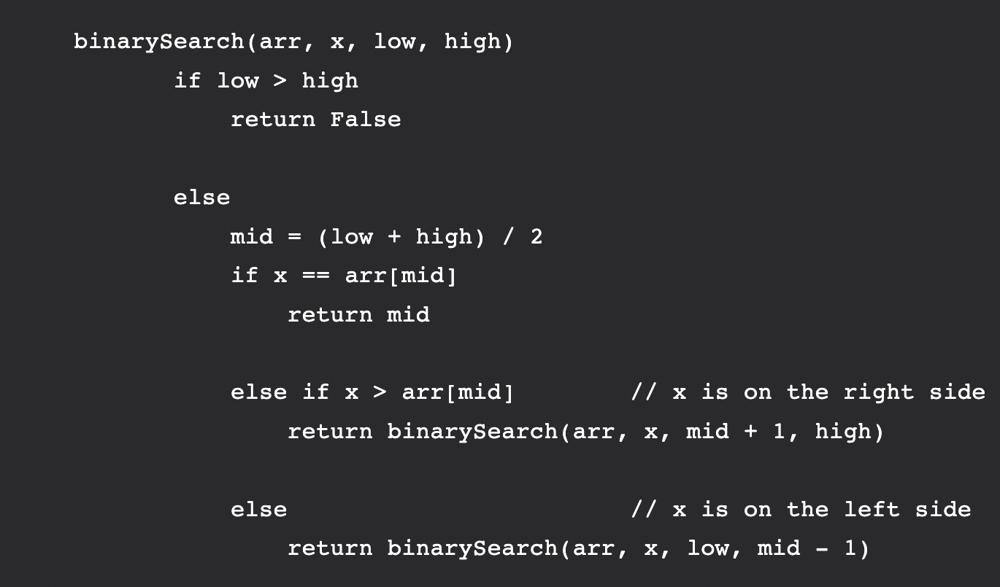 binarySearch(arr, x, low, high)
if low > high
return False
else
mid = (low + high) / 2
if x == arr[mid]
return mid
else if x > arr[mid] // x is on the right side
return binarySearch(arr, x, mid + 1, high)
else // x is on the left side
return binarySearch(arr, x, low, mid - 1)